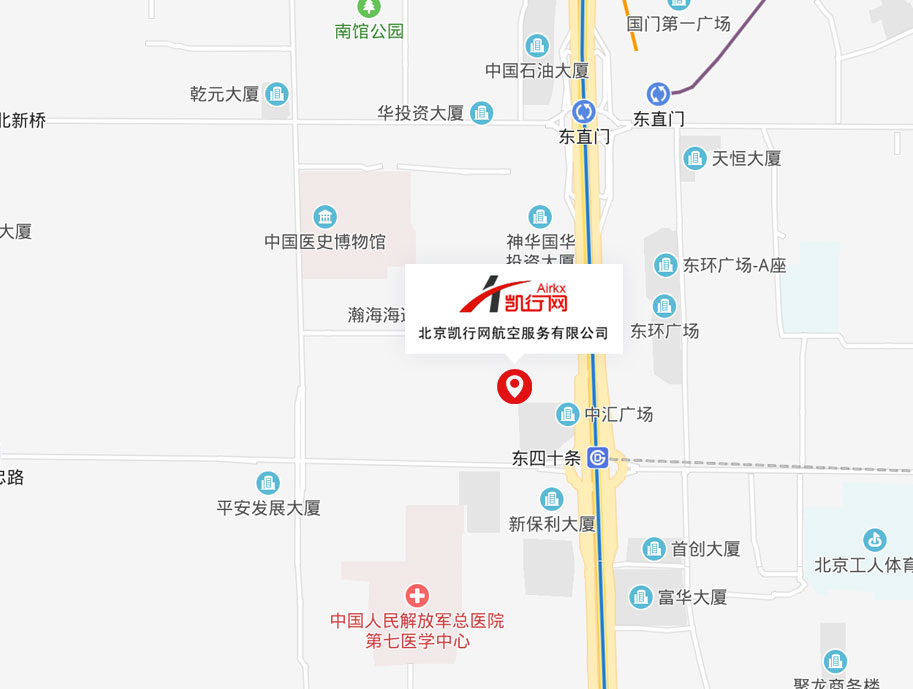 南馆公园
国门第一广场
中国石油大厦
乾元大厦
华投资大厦
东直门
北新桥
东直门
天恒大厦
大厦
中国医史博物馆
神华国华
投资大厦
东环广场-A座
Airkx
凯行网
瀚海海运
东环广场
北京凯行网航空服务有限公司
中汇广场
东四十条
忠路
平安发展大厦
新保利大厦
首创大厦
北京工人体育
富华大厦
中国人民解放军总医院
第七医学中心
聚龙商务楼